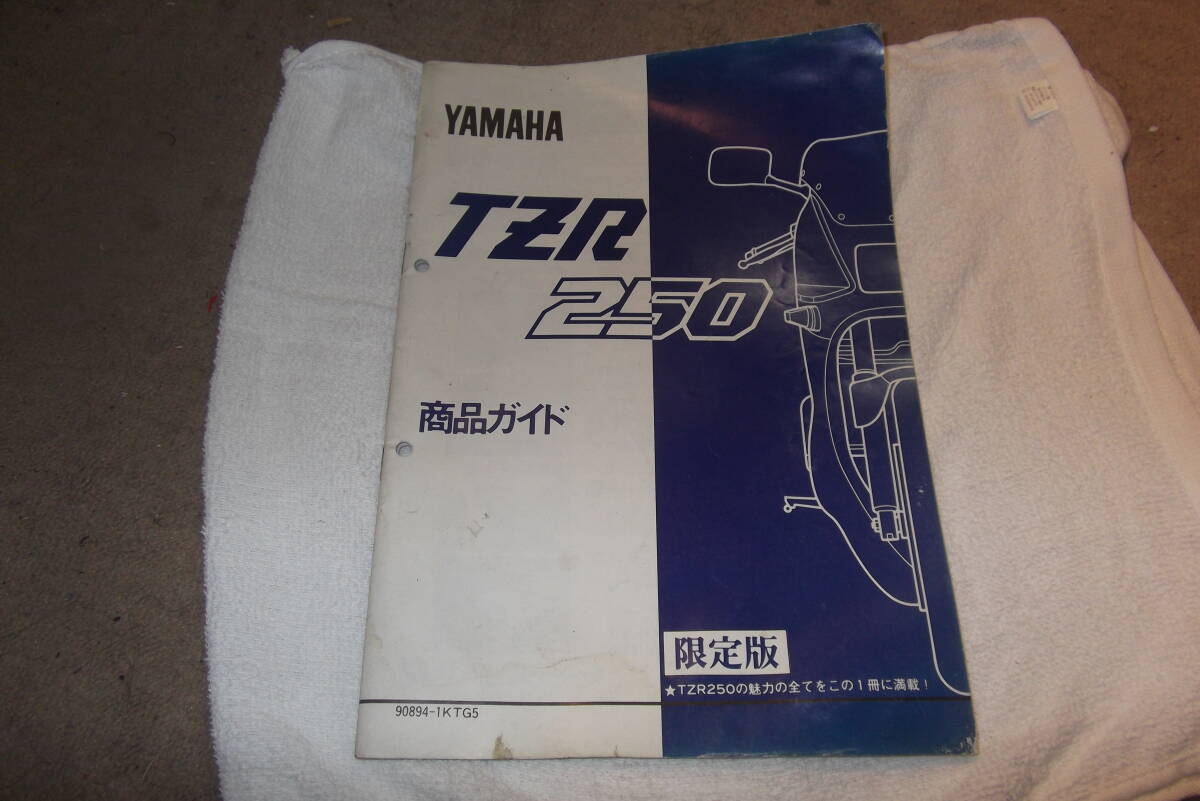 YAMAHA
TZR
250
商品ガイド
限定版
★TZR250の魅力の全てをこの1冊に満載!
90894-1KTG5